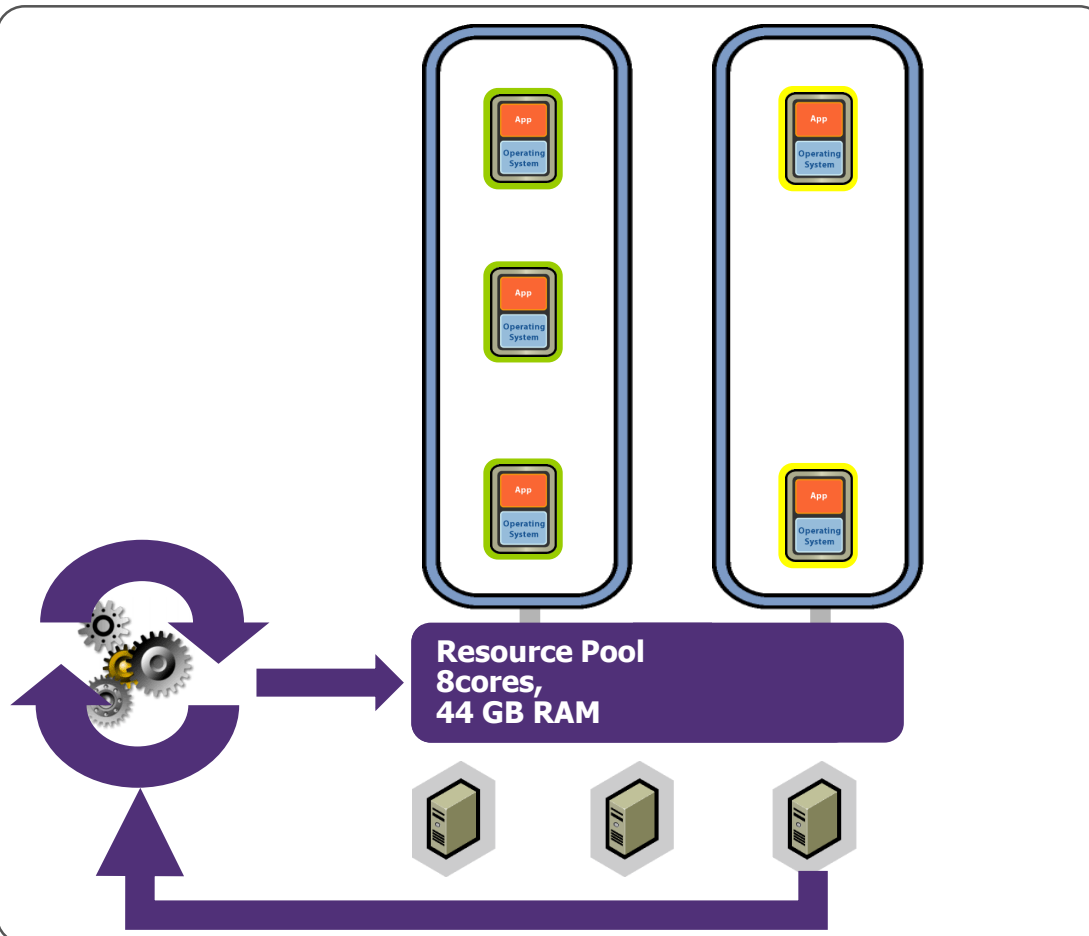 App
Operating
System
App
Operating
System
App
Operating
System
App
Operating
System
App
Operating
System
Resource Pool
8cores,
44 GB RAM